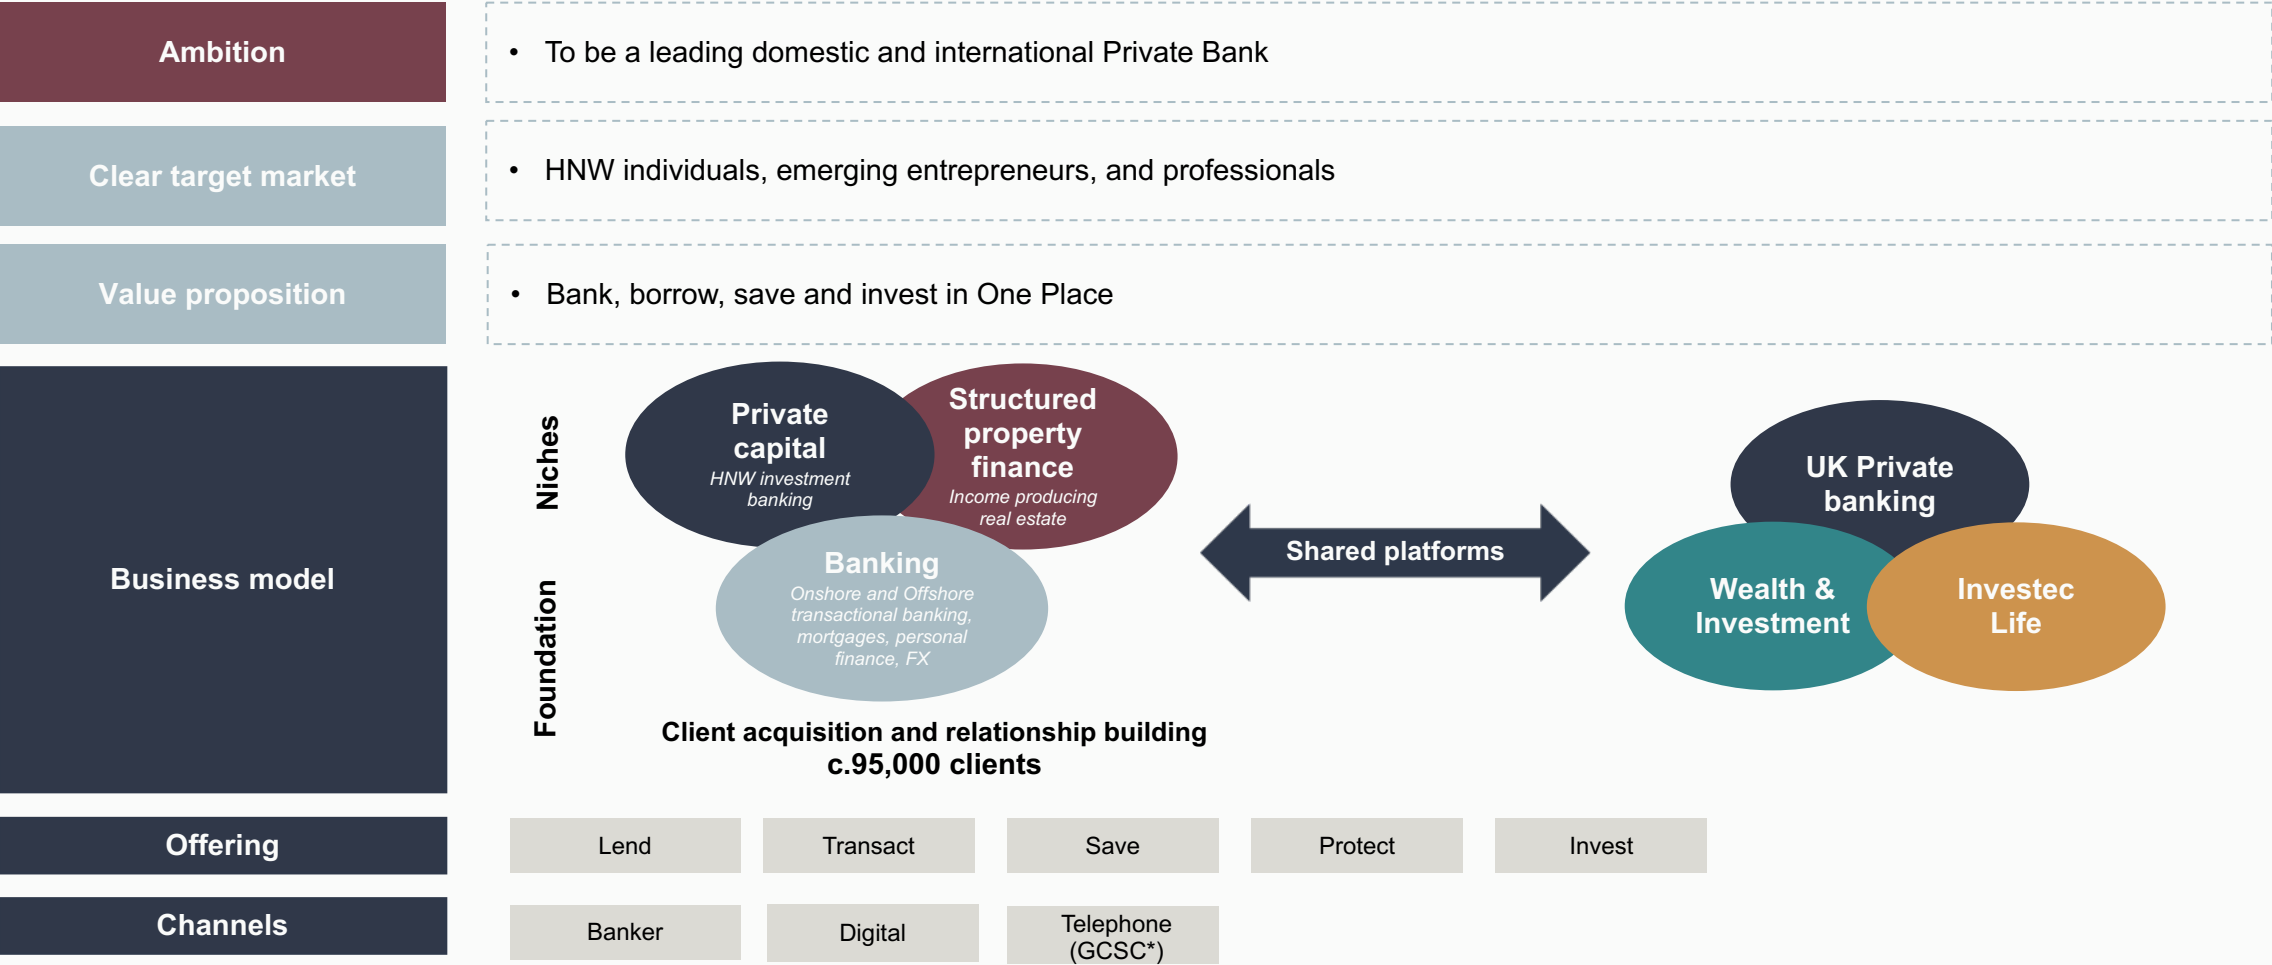 Ambition
• To be a leading domestic and international Private Bank
Clear target market
• HNW individuals, emerging entrepreneurs, and professionals
Value proposition
• Bank, borrow, save and invest in One Place
Business model
Niches
Foundation
Private
capital
HNW investment
banking
Structured
property
finance
Income producing
real estate
Banking
Onshore and Offshore
transactional banking,
mortgages, personal
finance, FX
Client acquisition and relationship building
c.95,000 clients
Shared platforms
UK Private
banking
Wealth &
Investment
Investec
Life
Offering
Lend
Transact
Save
Protect
Invest
Channels
Banker
Digital
Telephone
(GCSC*)